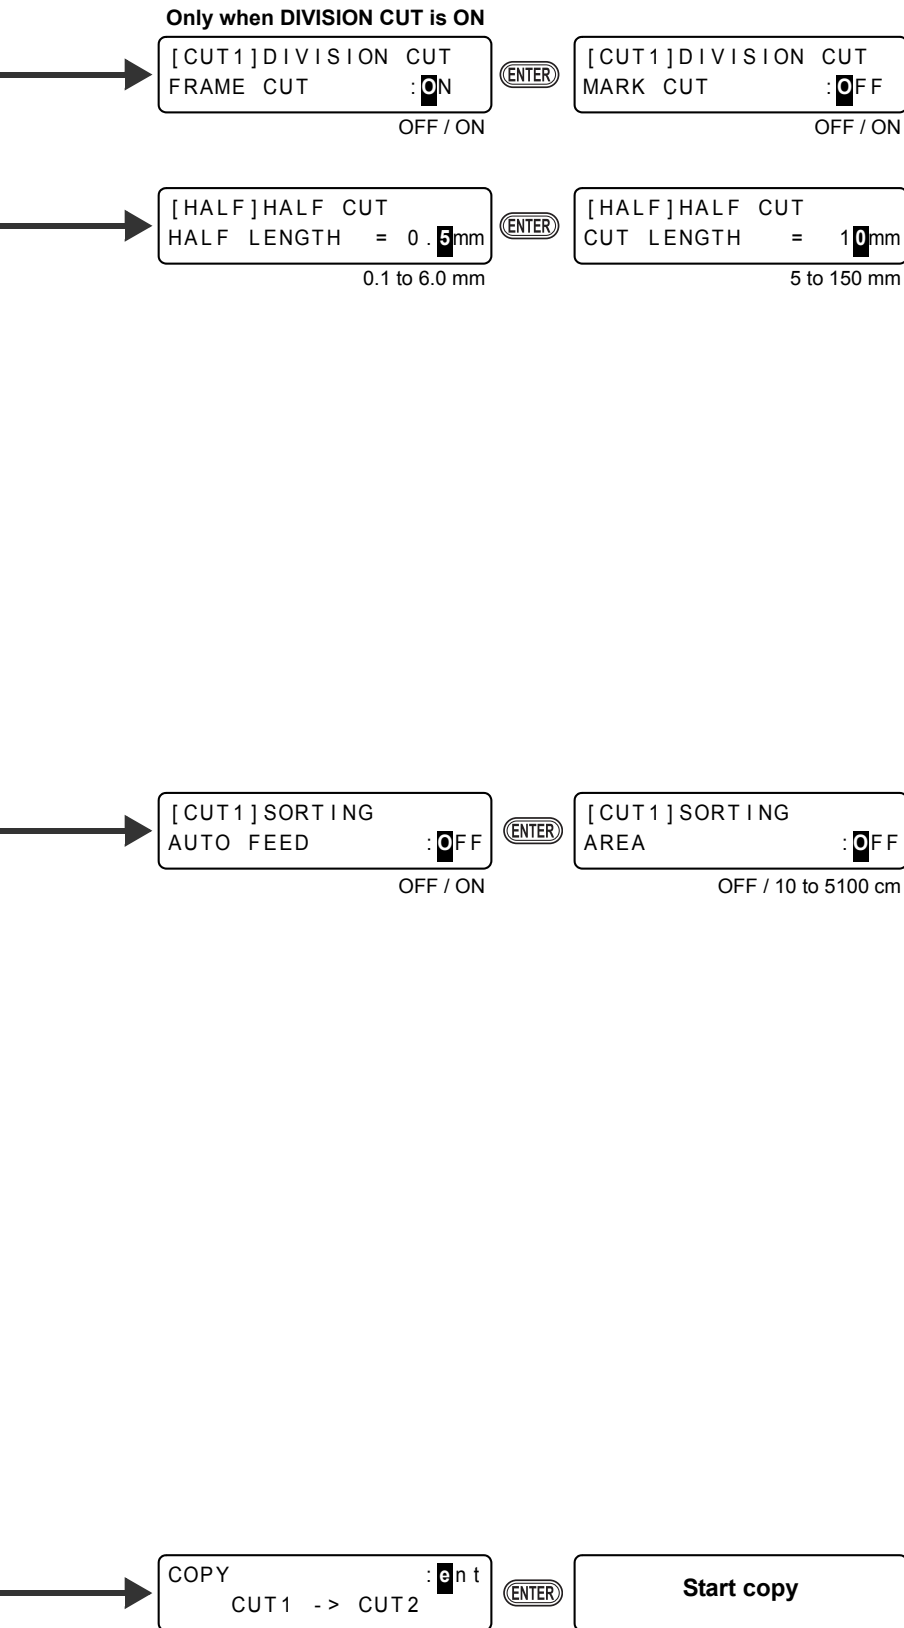 Only when DIVISION CUT is ON
[CUT1]DIVISION CUT
FRAME CUT :ON
ENTER
[CUT1]DIVISION CUT
MARK CUT :OFF
OFF / ON
OFF / ON
[HALF]HALF CUT
HALF LENGTH = 0.5mm
ENTER
[HALF]HALF CUT
CUT LENGTH = 10mm
0.1 to 6.0 mm
5 to 150 mm
[CUT1]SORTING
AUTO FEED :OFF
ENTER
[CUT1]SORTING
AREA :OFF
OFF / ON
OFF / 10 to 5100 cm
COPY :ent
CUT1 -> CUT2
ENTER
Start copy